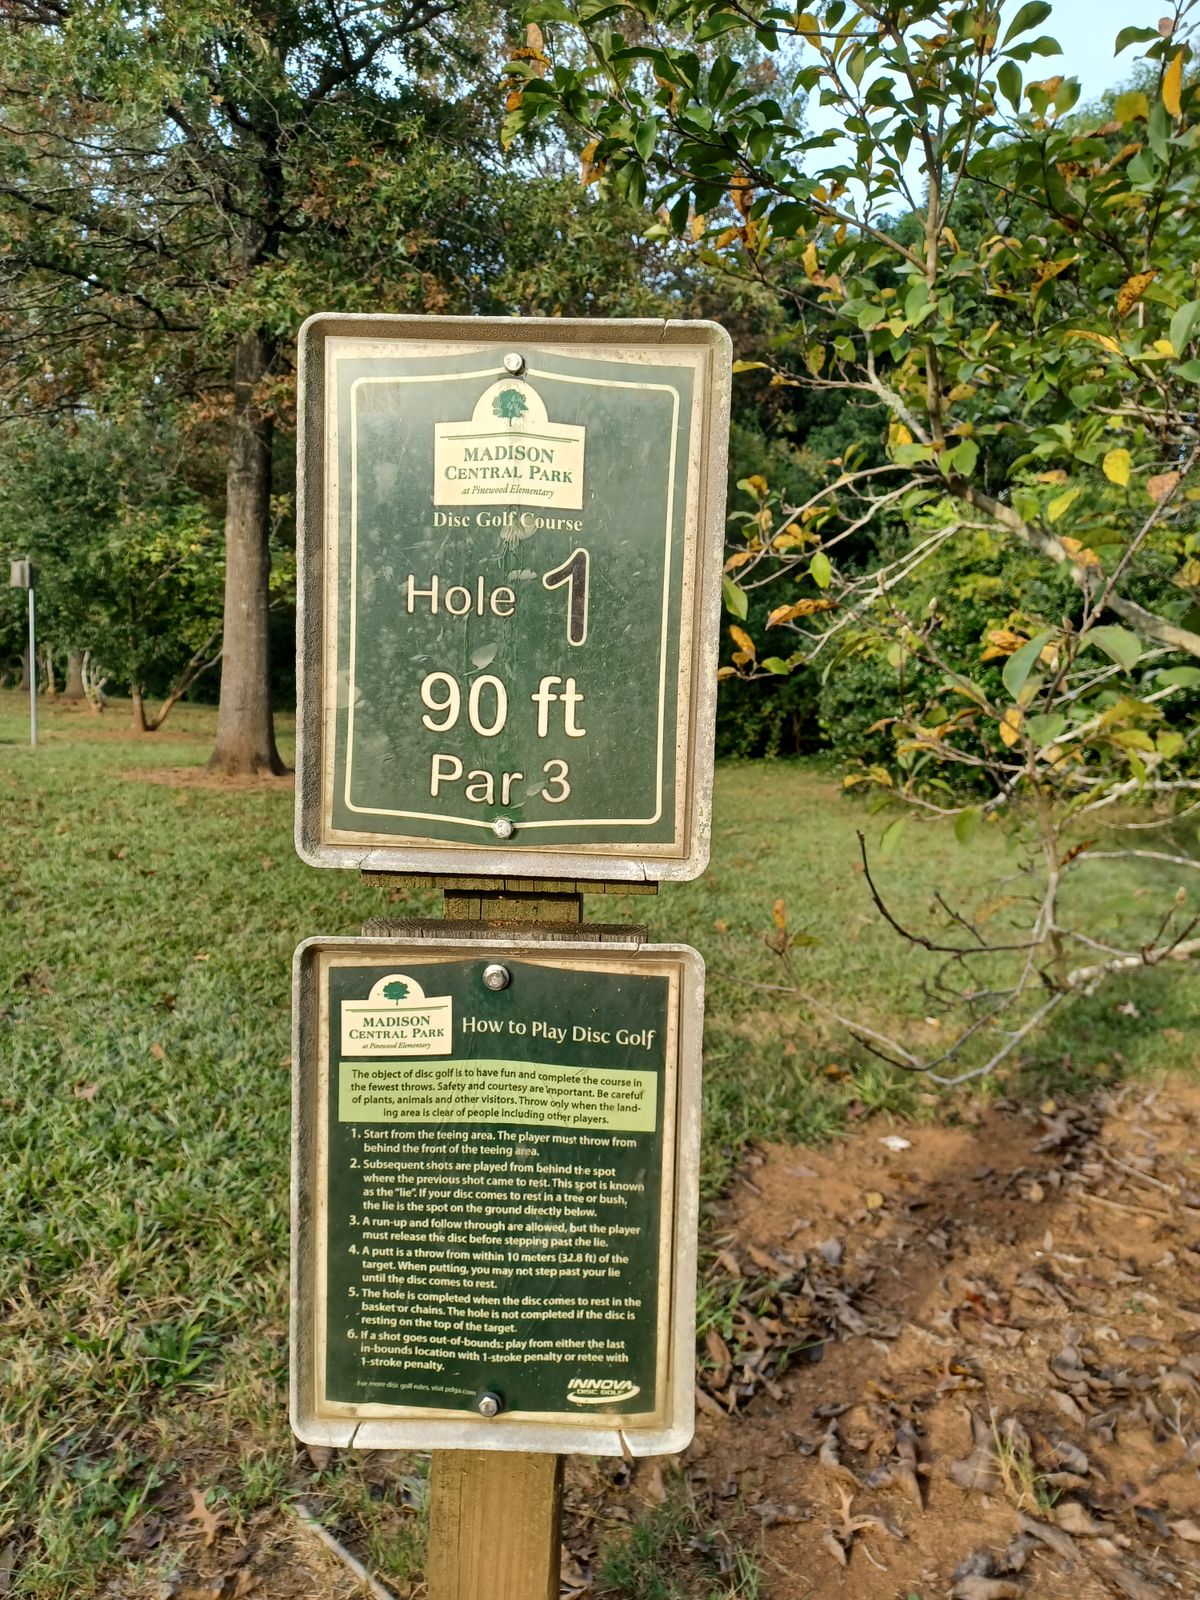 MADISON
CENTRAL PARK
at Pinewood Elementary
Disc Golf Course
Hole 1
90 ft
Par 3
MADISON
CENTRAL PARK
at Pinewood Elementary
How to Play Disc Golf
The object of disc golf is to have fun and complete the course in
the fewest throws. Safety and courtesy are important. Be careful
of plants, animals and other visitors. Throw only when the land-
ing area is clear of people including other players.
1. Start from the teeing area. The player must throw from
behind the front of the teeing area.
2. Subsequent shots are played from behind the spot
where the previous shot came to rest. This spot is known
as the "lie". If your disc comes to rest in a tree or bush,
the lie is the spot on the ground directly below.
3. A run-up and follow through are allowed, but the player
must release the disc before stepping past the lie.
4. A putt is a throw from within 10 meters (32.8 ft) of the
target. When putting, you may not step past your lie
until the disc comes to rest.
5. The hole is completed when the disc comes to rest in the
basket or chains. The hole is not completed if the disc is
resting on the top of the target.
6. If a shot goes out-of-bounds: play from either the last
in-bounds location with 1-stroke penalty or retee with
1-stroke penalty.
For more disc golf rules, visit pdga.com
INNOVA
DISC GOLF